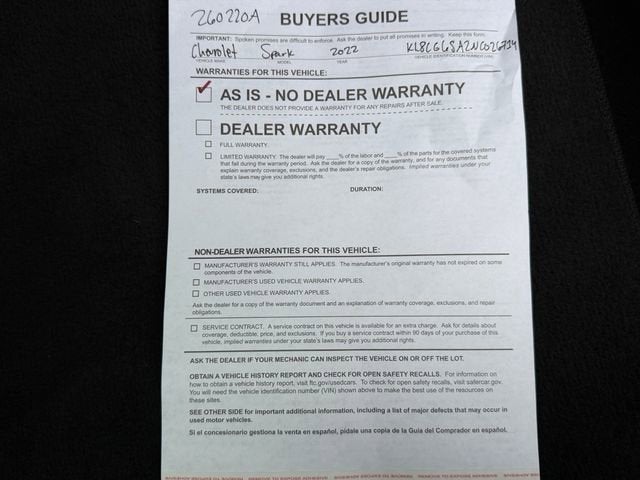 260220A BUYERS GUIDE
IMPORTANT: Spoken promises are difficult to enforce. Ask the dealer to put all promises in writing. Keep this form.
Chevrolet Spark 2022
VEHICLE MAKE MODEL YEAR VEHICLE IDENTIFICATION NUMBER (VIN)
WARRANTIES FOR THIS VEHICLE:
AS IS - NO DEALER WARRANTY
THE DEALER DOES NOT PROVIDE A WARRANTY FOR ANY REPAIRS AFTER SALE.
DEALER WARRANTY
FULL WARRANTY.
LIMITED WARRANTY. The dealer will pay ____% of the labor and ____% of the parts for the covered systems
that fail during the warranty period. Ask the dealer for a copy of the warranty, and for any documents that
explain warranty coverage, exclusions, and the dealer's repair obligations. Implied warranties under your
state's laws may give you additional rights.
SYSTEMS COVERED: DURATION:
NON-DEALER WARRANTIES FOR THIS VEHICLE:
MANUFACTURER'S WARRANTY STILL APPLIES. The manufacturer's original warranty has not expired on some
components of the vehicle.
MANUFACTURER'S USED VEHICLE WARRANTY APPLIES.
OTHER USED VEHICLE WARRANTY APPLIES.
Ask the dealer for a copy of the warranty document and an explanation of warranty coverage, exclusions, and repair
obligations.
SERVICE CONTRACT. A service contract on this vehicle is available for an extra charge. Ask for details about
coverage, deductible, price, and exclusions. If you buy a service contract within 90 days of your purchase of this
vehicle, implied warranties under your state's laws may give you additional rights.
ASK THE DEALER IF YOUR MECHANIC CAN INSPECT THE VEHICLE ON OR OFF THE LOT.
OBTAIN A VEHICLE HISTORY REPORT AND CHECK FOR OPEN SAFETY RECALLS. For information on
how to obtain a vehicle history report, visit ftc.gov/usedcars. To check for open safety recalls, visit safercar.gov.
You will need the vehicle identification number (VIN) shown above to make the best use of the resources on
these sites.
SEE OTHER SIDE for important additional information, including a list of major defects that may occur in
used motor vehicles.
Si el concesionario gestiona la venta en español, pídale una copia de la Guía del Comprador en español.